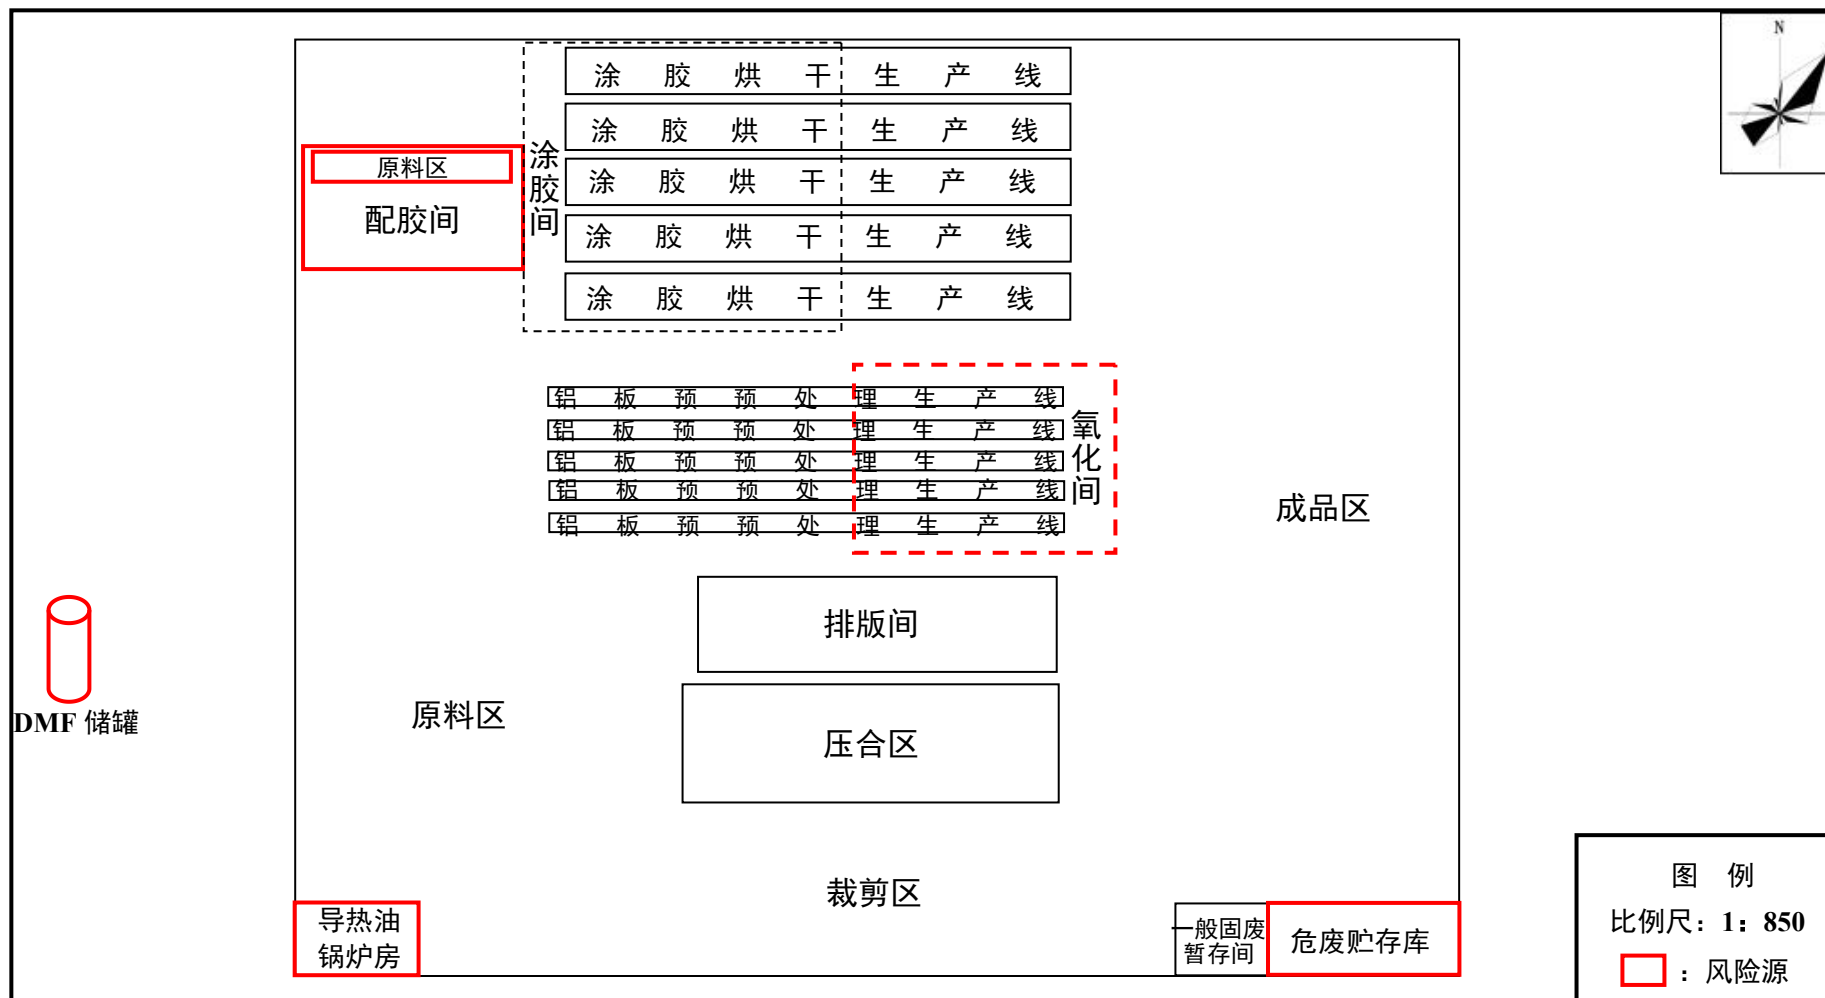 N
涂胶烘干生产线
涂胶烘干生产线
涂胶烘干生产线
涂胶烘干生产线
涂胶烘干生产线
涂胶间
原料区
配胶间
铝板预预处理生产线
铝板预预处理生产线
铝板预预处理生产线
铝板预预处理生产线
铝板预预处理生产线
氧化间
成品区
排版间
DMF 储罐
原料区
压合区
裁剪区
导热油
锅炉房
一般固废
暂存间
危废贮存库
图 例
比例尺：1：850
：风险源